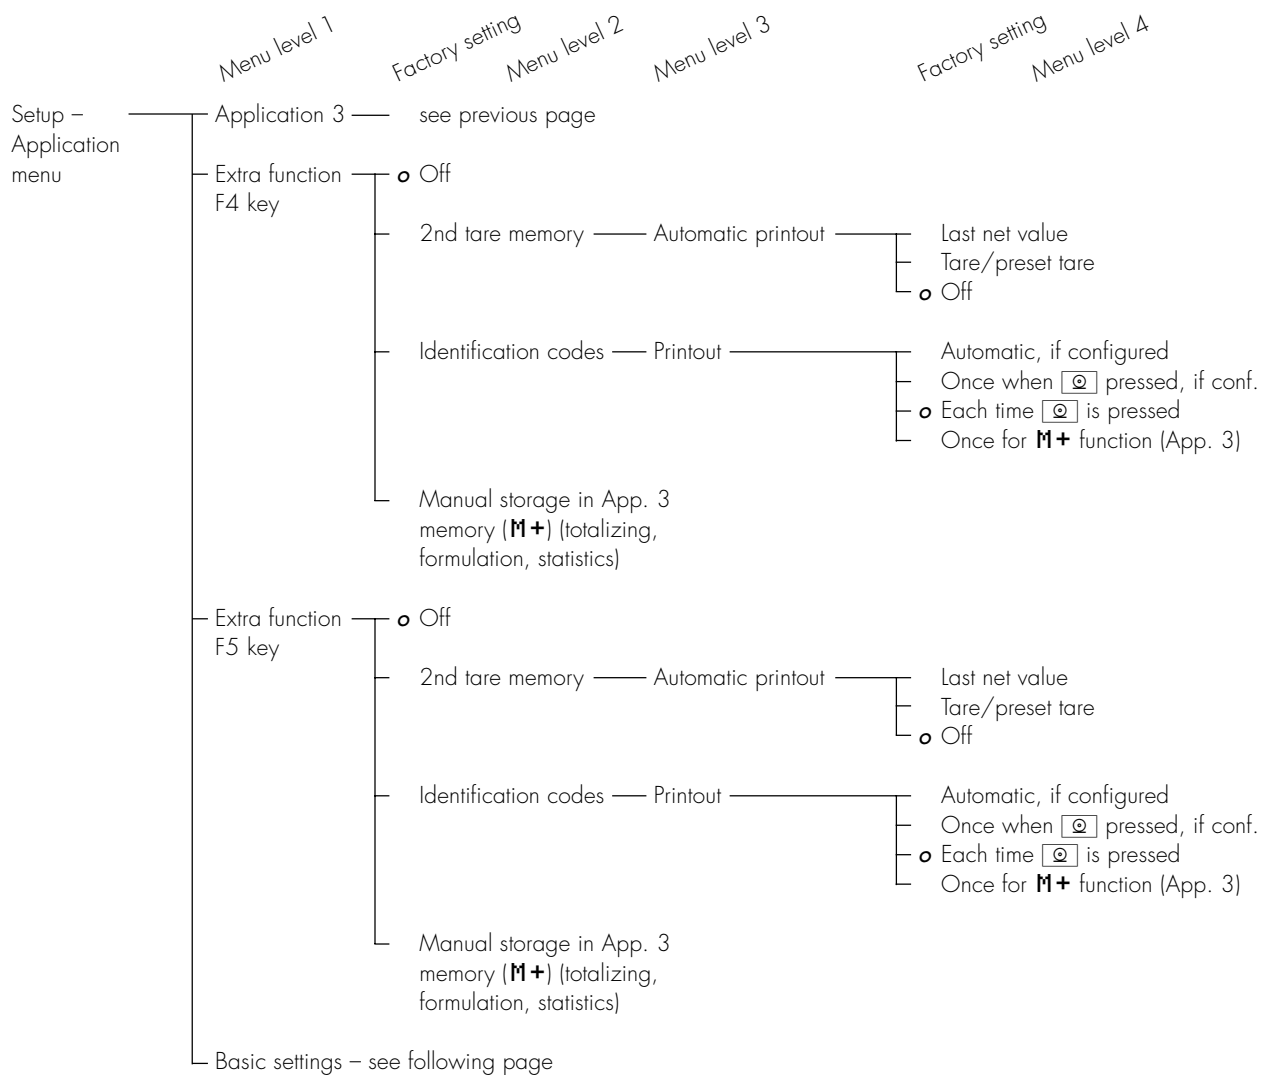 Menu level 1 Factory setting Menu level 2 Menu level 3 Factory setting Menu level 4
Setup – Application 3 see previous page
Application
menu Extra function o Off
F4 key
2nd tare memory Automatic printout Last net value
Tare/preset tare
o Off
Identification codes Printout Automatic, if configured
Once when pressed, if conf.
o Each time is pressed
Once for M+ function (App. 3)
Manual storage in App. 3
memory (M+) (totalizing,
formulation, statistics)
Extra function o Off
F5 key
2nd tare memory Automatic printout Last net value
Tare/preset tare
o Off
Identification codes Printout Automatic, if configured
Once when pressed, if conf.
o Each time is pressed
Once for M+ function (App. 3)
Manual storage in App. 3
memory (M+) (totalizing,
formulation, statistics)
Basic settings – see following page